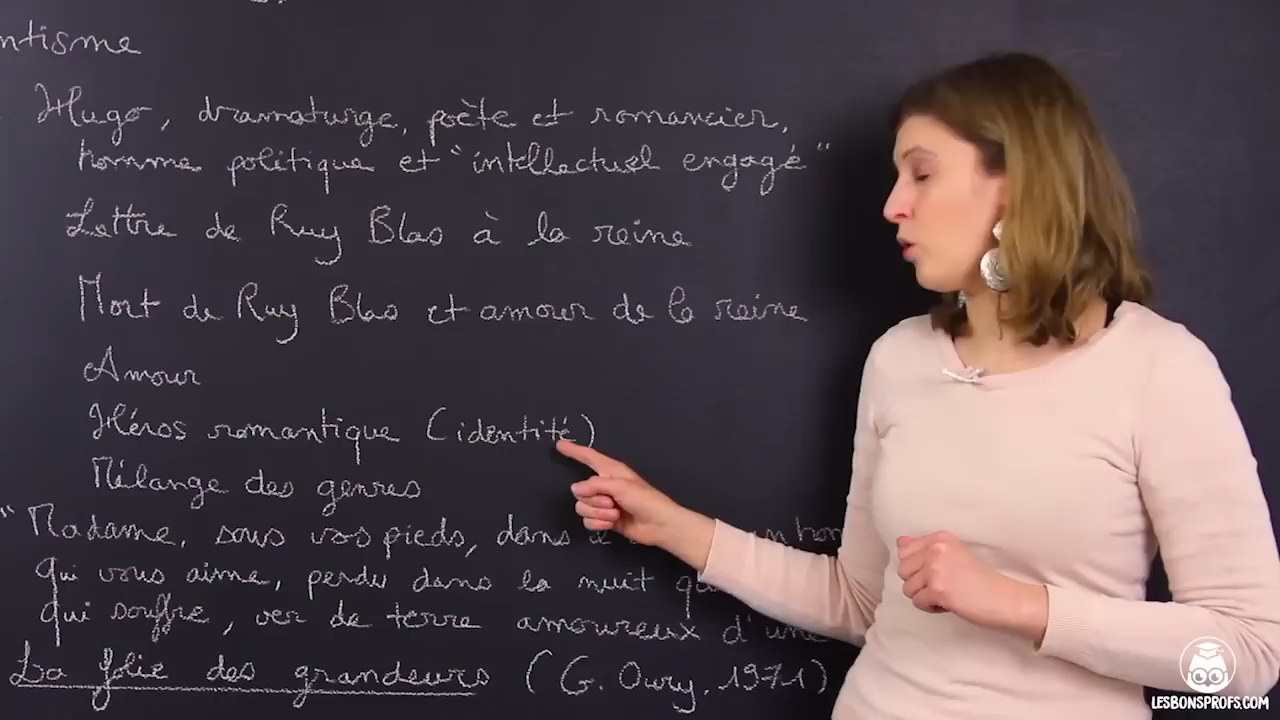 ntisme
Hugo, dramaturge, poète et romancier,
homme politique et "intellectuel engagé"
Lettre de Ruy Blas à la reine
Mort de Ruy Blas et amour de la reine
Amour
Héros romantique (identité)
Mélange des genres
"Madame, sous vos pieds, dans
qui vous aime, perdu dans la nuit qu
qui souffre, ver de terre amoureux d'une
La folie des grandeurs (G. Oury, 1971)
LESBONSPROFS.COM